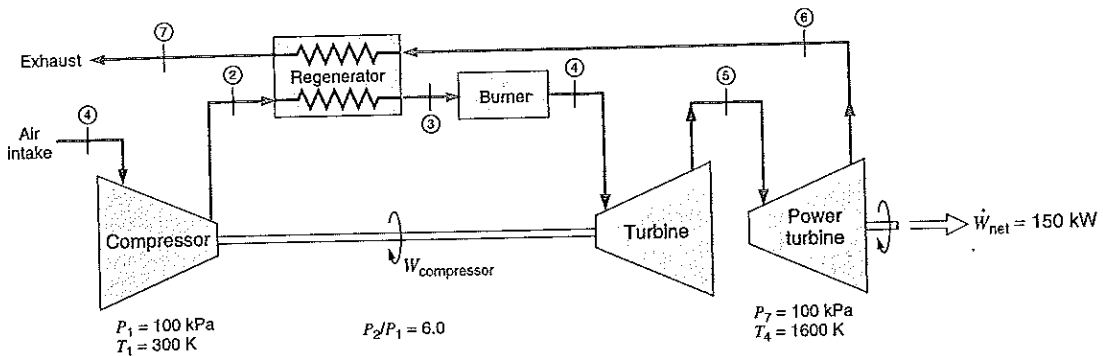 ⑦
⑥
Exhaust
Regenerator
②
④
⑤
Burner
③
④
Air
intake
Compressor
Turbine
Power
turbine
Ẇnet = 150 kW
Wcompressor
P₁ = 100 kPa
T₁ = 300 K
P₂/P₁ = 6.0
P₇ = 100 kPa
T₄ = 1600 K